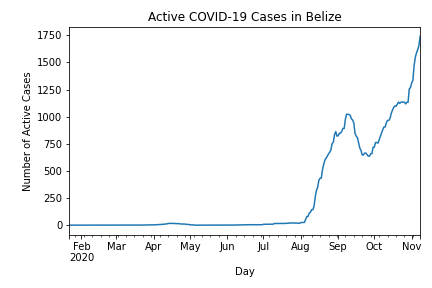 Active COVID-19 Cases in Belize
Number of Active Cases
1750
1500
1250
1000
750
500
250
0
Feb Mar Apr May Jun Jul Aug Sep Oct Nov
2020
Day